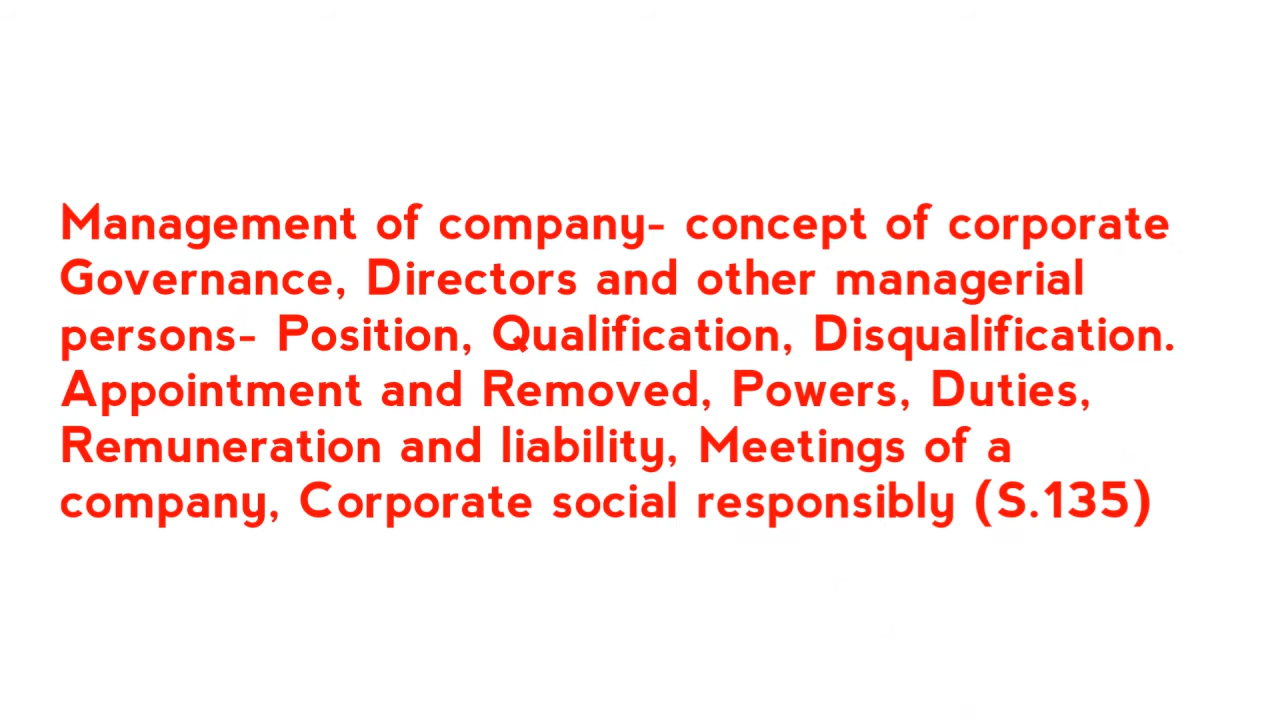 Management of company- concept of corporate
Governance, Directors and other managerial
persons- Position, Qualification, Disqualification.
Appointment and Removed, Powers, Duties,
Remuneration and liability, Meetings of a
company, Corporate social responsibly (S.135)